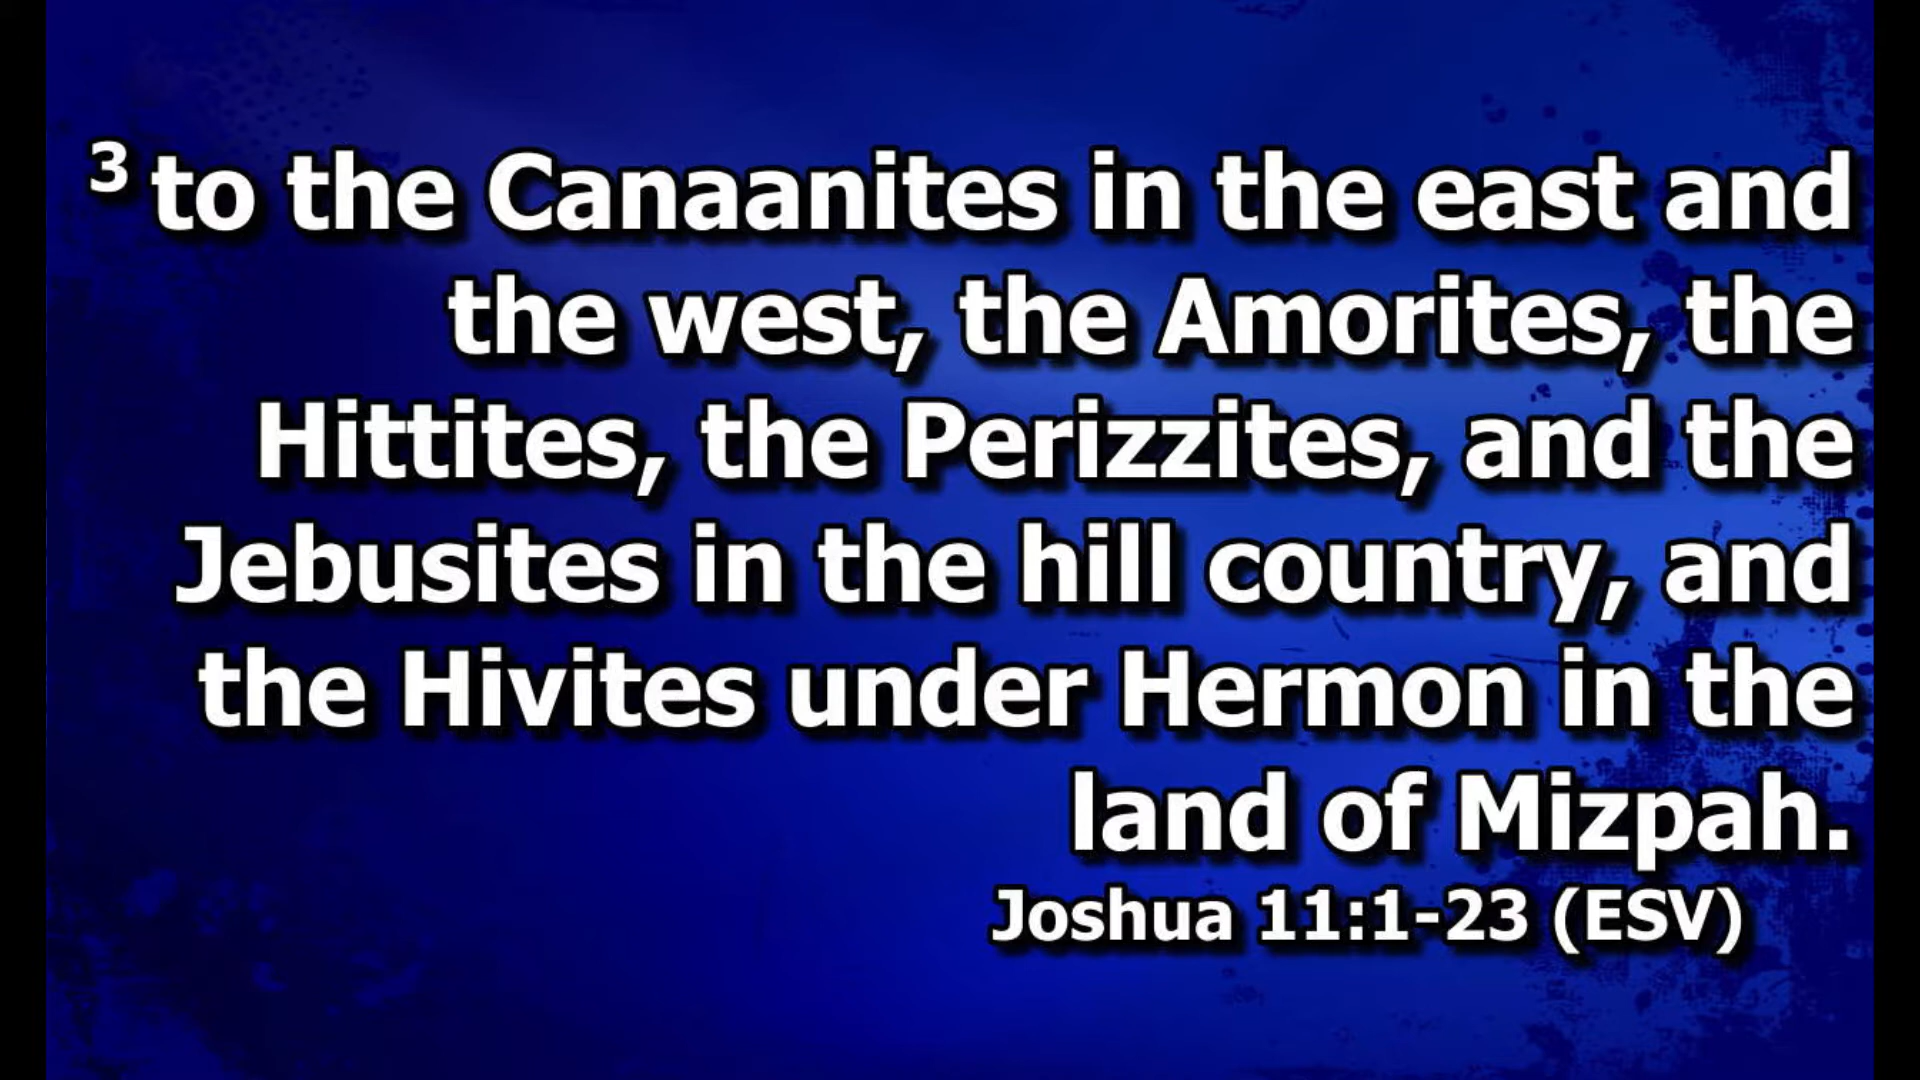 3 to the Canaanites in the east and
the west, the Amorites, the
Hittites, the Perizzites, and the
Jebusites in the hill country, and
the Hivites under Hermon in the
land of Mizpah.
Joshua 11:1-23 (ESV)